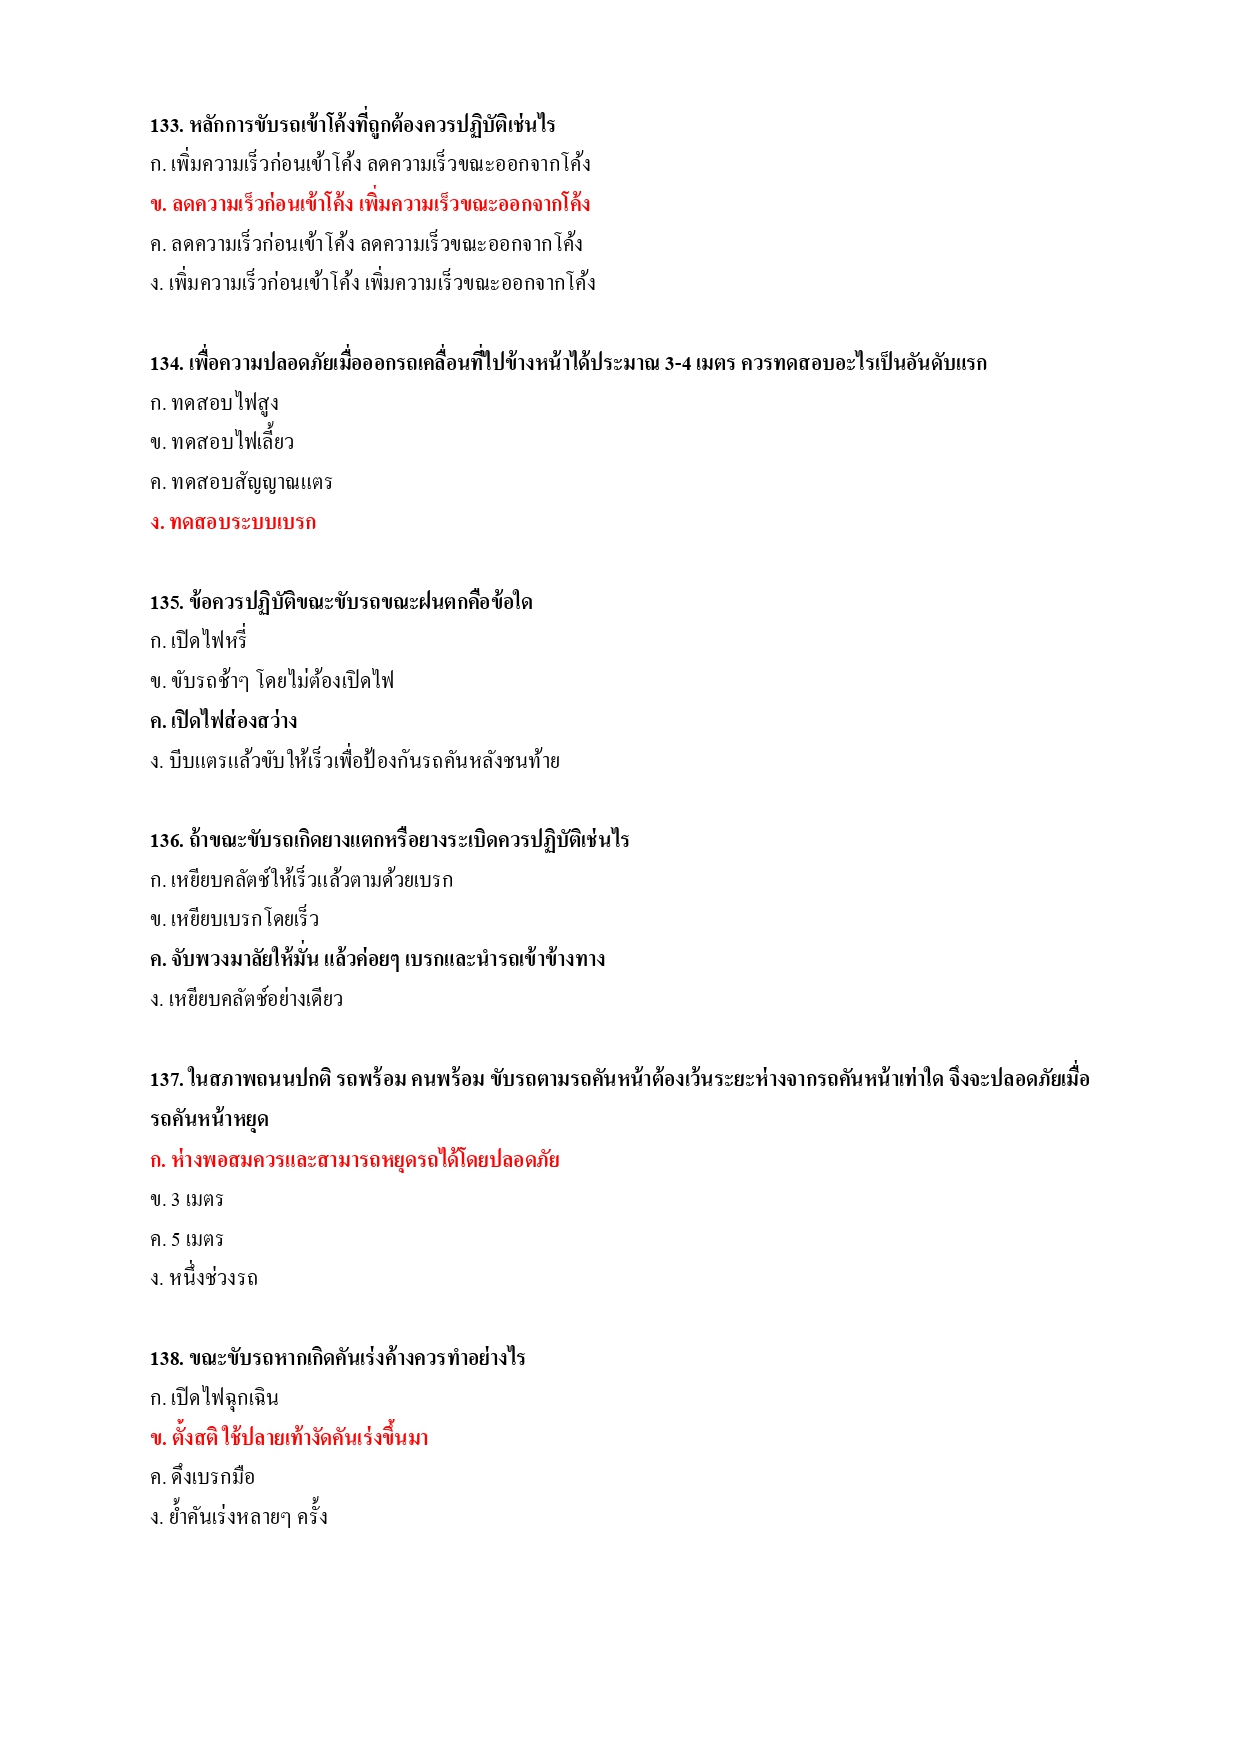 133. หลักการขับรถเข้าโค้งที่ถูกต้องควรปฏิบัติเช่นไร
ก. เพิ่มความเร็วก่อนเข้าโค้ง ลดความเร็วขณะออกจากโค้ง
ข. ลดความเร็วก่อนเข้าโค้ง เพิ่มความเร็วขณะออกจากโค้ง
ค. ลดความเร็วก่อนเข้าโค้ง ลดความเร็วขณะออกจากโค้ง
ง. เพิ่มความเร็วก่อนเข้าโค้ง เพิ่มความเร็วขณะออกจากโค้ง
134. เพื่อความปลอดภัยเมื่อออกรถเคลื่อนที่ไปข้างหน้าได้ประมาณ 3-4 เมตร ควรทดสอบอะไรเป็นอันดับแรก
ก. ทดสอบไฟสูง
ข. ทดสอบไฟเลี้ยว
ค. ทดสอบสัญญาณแตร
ง. ทดสอบระบบเบรก
135. ข้อควรปฏิบัติขณะขับรถขณะฝนตกคือข้อใด
ก. เปิดไฟหรี่
ข. ขับรถช้าๆ โดยไม่ต้องเปิดไฟ
ค. เปิดไฟส่องสว่าง
ง. บีบแตรแล้วขับให้เร็วเพื่อป้องกันรถคันหลังชนท้าย
136. ถ้าขณะขับรถเกิดยางแตกหรือยางระเบิดควรปฏิบัติเช่นไร
ก. เหยียบคลัตช์ให้เร็วแล้วตามด้วยเบรก
ข. เหยียบเบรกโดยเร็ว
ค. จับพวงมาลัยให้มั่น แล้วค่อยๆ เบรกและนำรถเข้าข้างทาง
ง. เหยียบคลัตช์อย่างเดียว
137. ในสภาพถนนปกติ รถพร้อม คนพร้อม ขับรถตามรถคันหน้าต้องเว้นระยะห่างจากรถคันหน้าเท่าใด จึงจะปลอดภัยเมื่อ
รถคันหน้าหยุด
ก. ห่างพอสมควรและสามารถหยุดรถได้โดยปลอดภัย
ข. 3 เมตร
ค. 5 เมตร
ง. หนึ่งช่วงรถ
138. ขณะขับรถหากเกิดคันเร่งค้างควรทำอย่างไร
ก. เปิดไฟฉุกเฉิน
ข. ตั้งสติ ใช้ปลายเท้างัดคันเร่งขึ้นมา
ค. ดึงเบรกมือ
ง. ย้ำคันเร่งหลายๆ ครั้ง